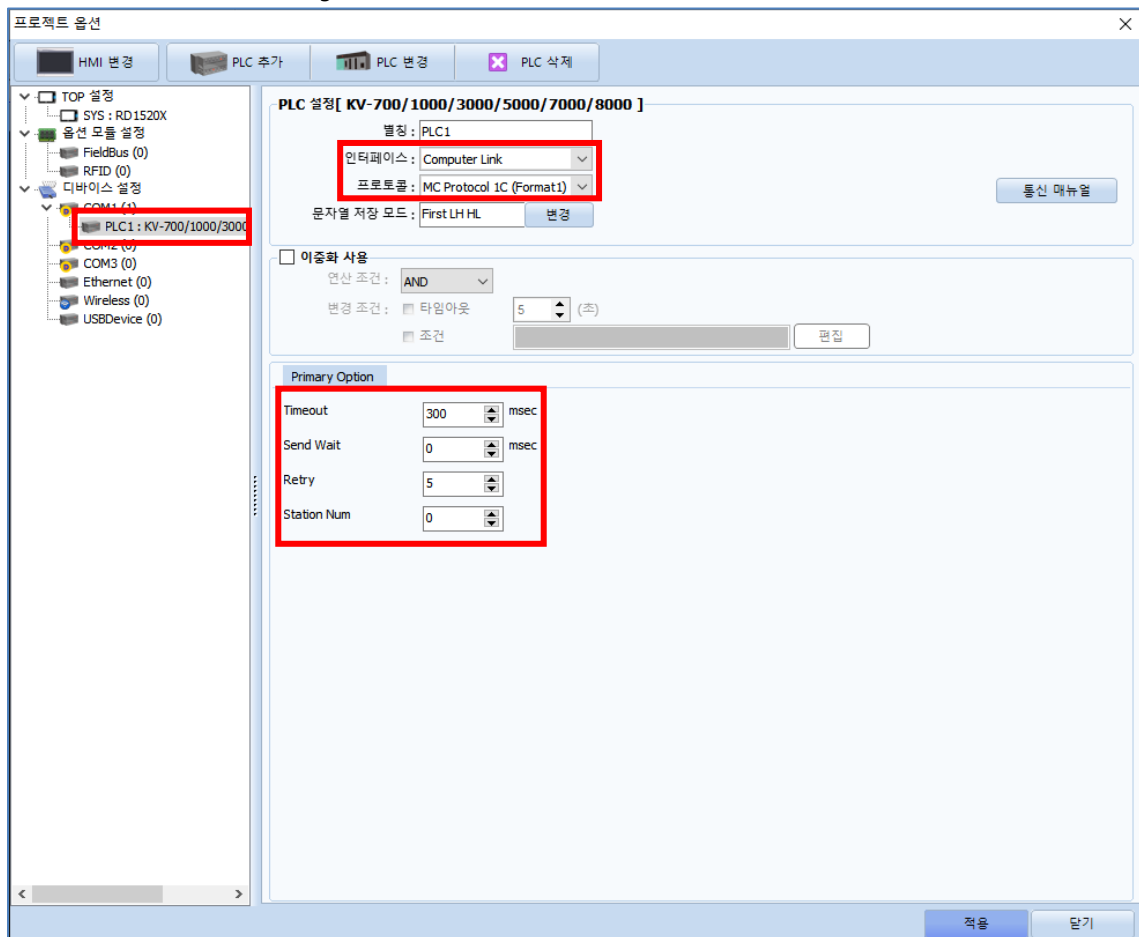 프로젝트 옵션
HMI 변경 PLC 추가 PLC 변경 PLC 삭제
TOP 설정
SYS : RD1520X
옵션 모듈 설정
FieldBus (0)
RFID (0)
디바이스 설정
COM1 (1)
PLC1 : KV-700/1000/3000
COM2 (0)
COM3 (0)
Ethernet (0)
Wireless (0)
USBDevice (0)
PLC 설정[ KV-700/1000/3000/5000/7000/8000 ]
별칭 : PLC1
인터페이스 : Computer Link
프로토콜 : MC Protocol 1C (Format1)
통신 매뉴얼
문자열 저장 모드 : First LH HL 변경
이중화 사용
연산 조건 : AND
변경 조건 : 타임아웃 5 (초)
조건 편집
Primary Option
Timeout 300 msec
Send Wait 0 msec
Retry 5
Station Num 0
적용 닫기